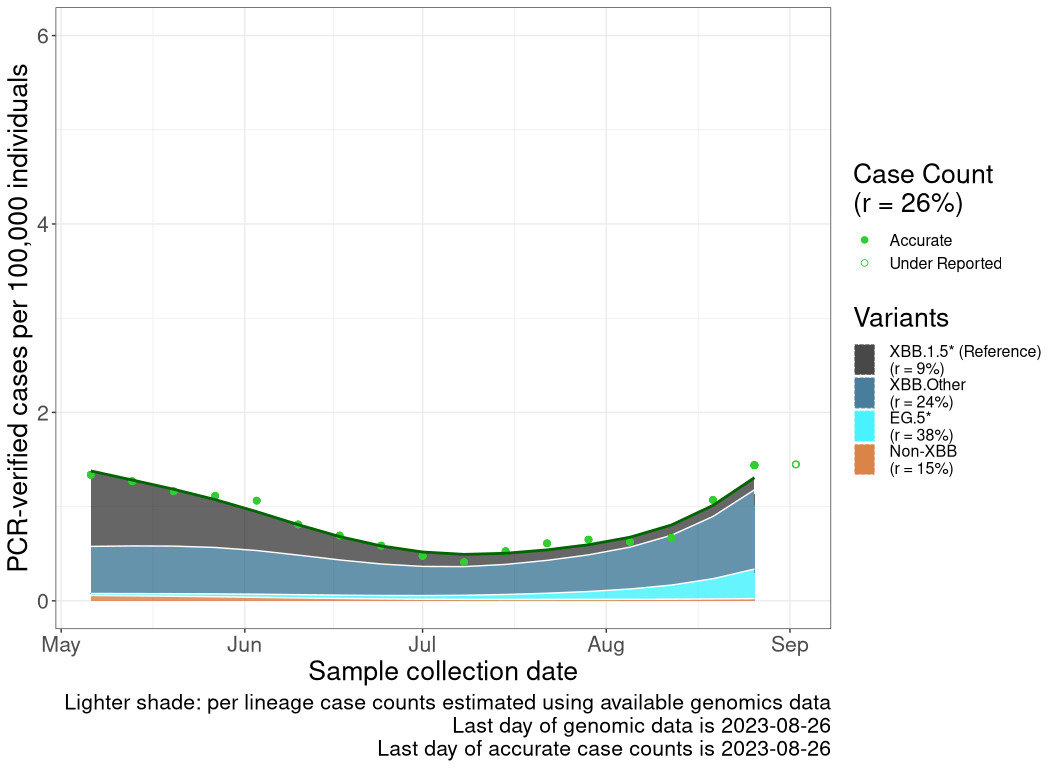 PCR-verified cases per 100,000 individuals
6
4
2
0
May
Jun
Jul
Aug
Sep
Sample collection date
Lighter shade: per lineage case counts estimated using available genomics data
Last day of genomic data is 2023-08-26
Last day of accurate case counts is 2023-08-26
Case Count
(r = 26%)
Accurate
Under Reported
Variants
XBB.1.5* (Reference)
(r = 9%)
XBB.Other
(r = 24%)
EG.5*
(r = 38%)
Non-XBB
(r = 15%)